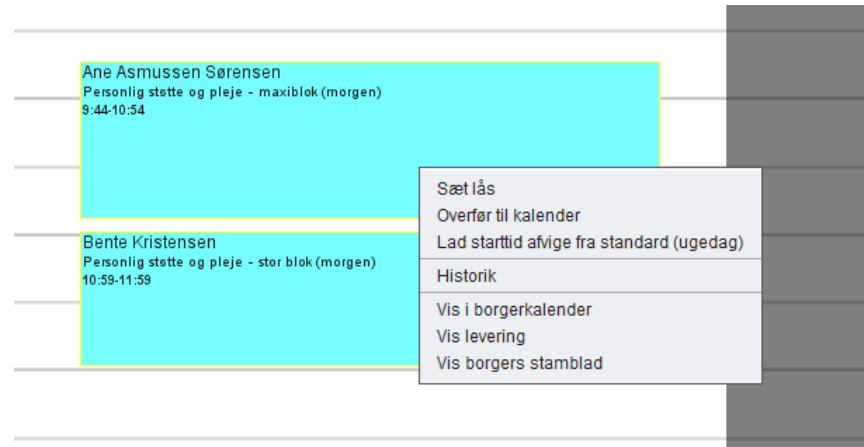 Ane Asmussen Sørensen
Personlig støtte og pleje - maxiblok (morgen)
9:44-10:54
Bente Kristensen
Personlig støtte og pleje - stor blok (morgen)
10:59-11:59
Sæt lås
Overfør til kalender
Lad starttid afvige fra standard (ugedag)
Historik
Vis i borgerkalender
Vis levering
Vis borgers stamblad